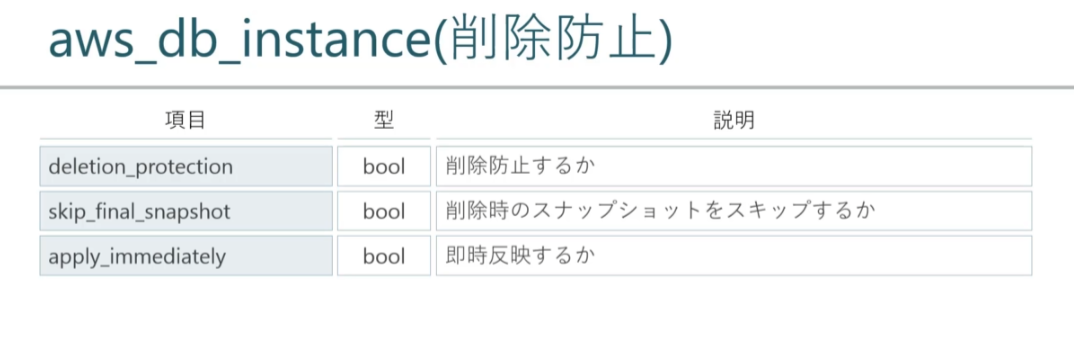 aws_db_instance(削除防止)
項目 型 説明
deletion_protection bool 削除防止するか
skip_final_snapshot bool 削除時のスナップショットをスキップするか
apply_immediately bool 即時反映するか